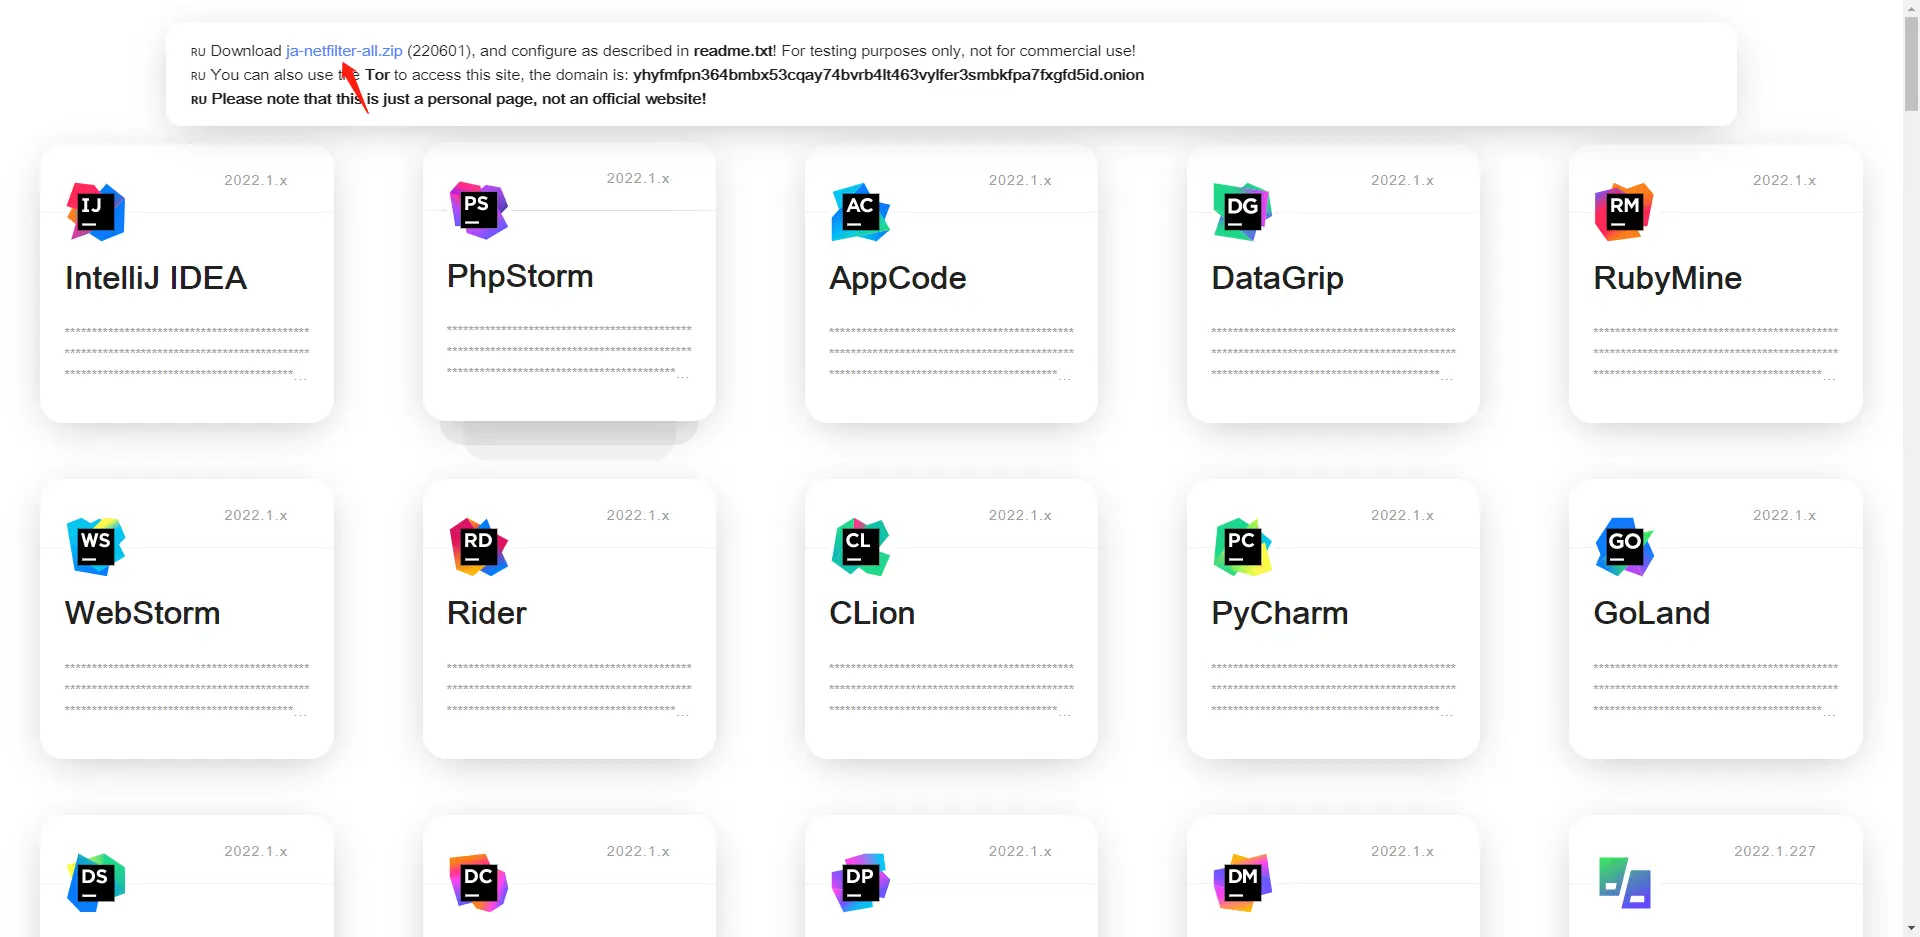 RU Download ja-netfilter-all.zip (220601), and configure as described in readme.txt! For testing purposes only, not for commercial use!
RU You can also use the Tor to access this site, the domain is: yhyfmfpn364bmbx53cqay74bvrb4lt463vylfer3smbkfpa7fxgfd5id.onion
RU Please note that this is just a personal page, not an official website!
2022.1.x
2022.1.x
2022.1.x
2022.1.x
2022.1.x
IJ
PS
AC
DG
RM
IntelliJ IDEA
PhpStorm
AppCode
DataGrip
RubyMine
2022.1.x
2022.1.x
2022.1.x
2022.1.x
2022.1.x
WS
RD
CL
PC
GO
WebStorm
Rider
CLion
PyCharm
GoLand
2022.1.x
2022.1.x
2022.1.x
2022.1.x
2022.1.227
DS
DC
DP
DM